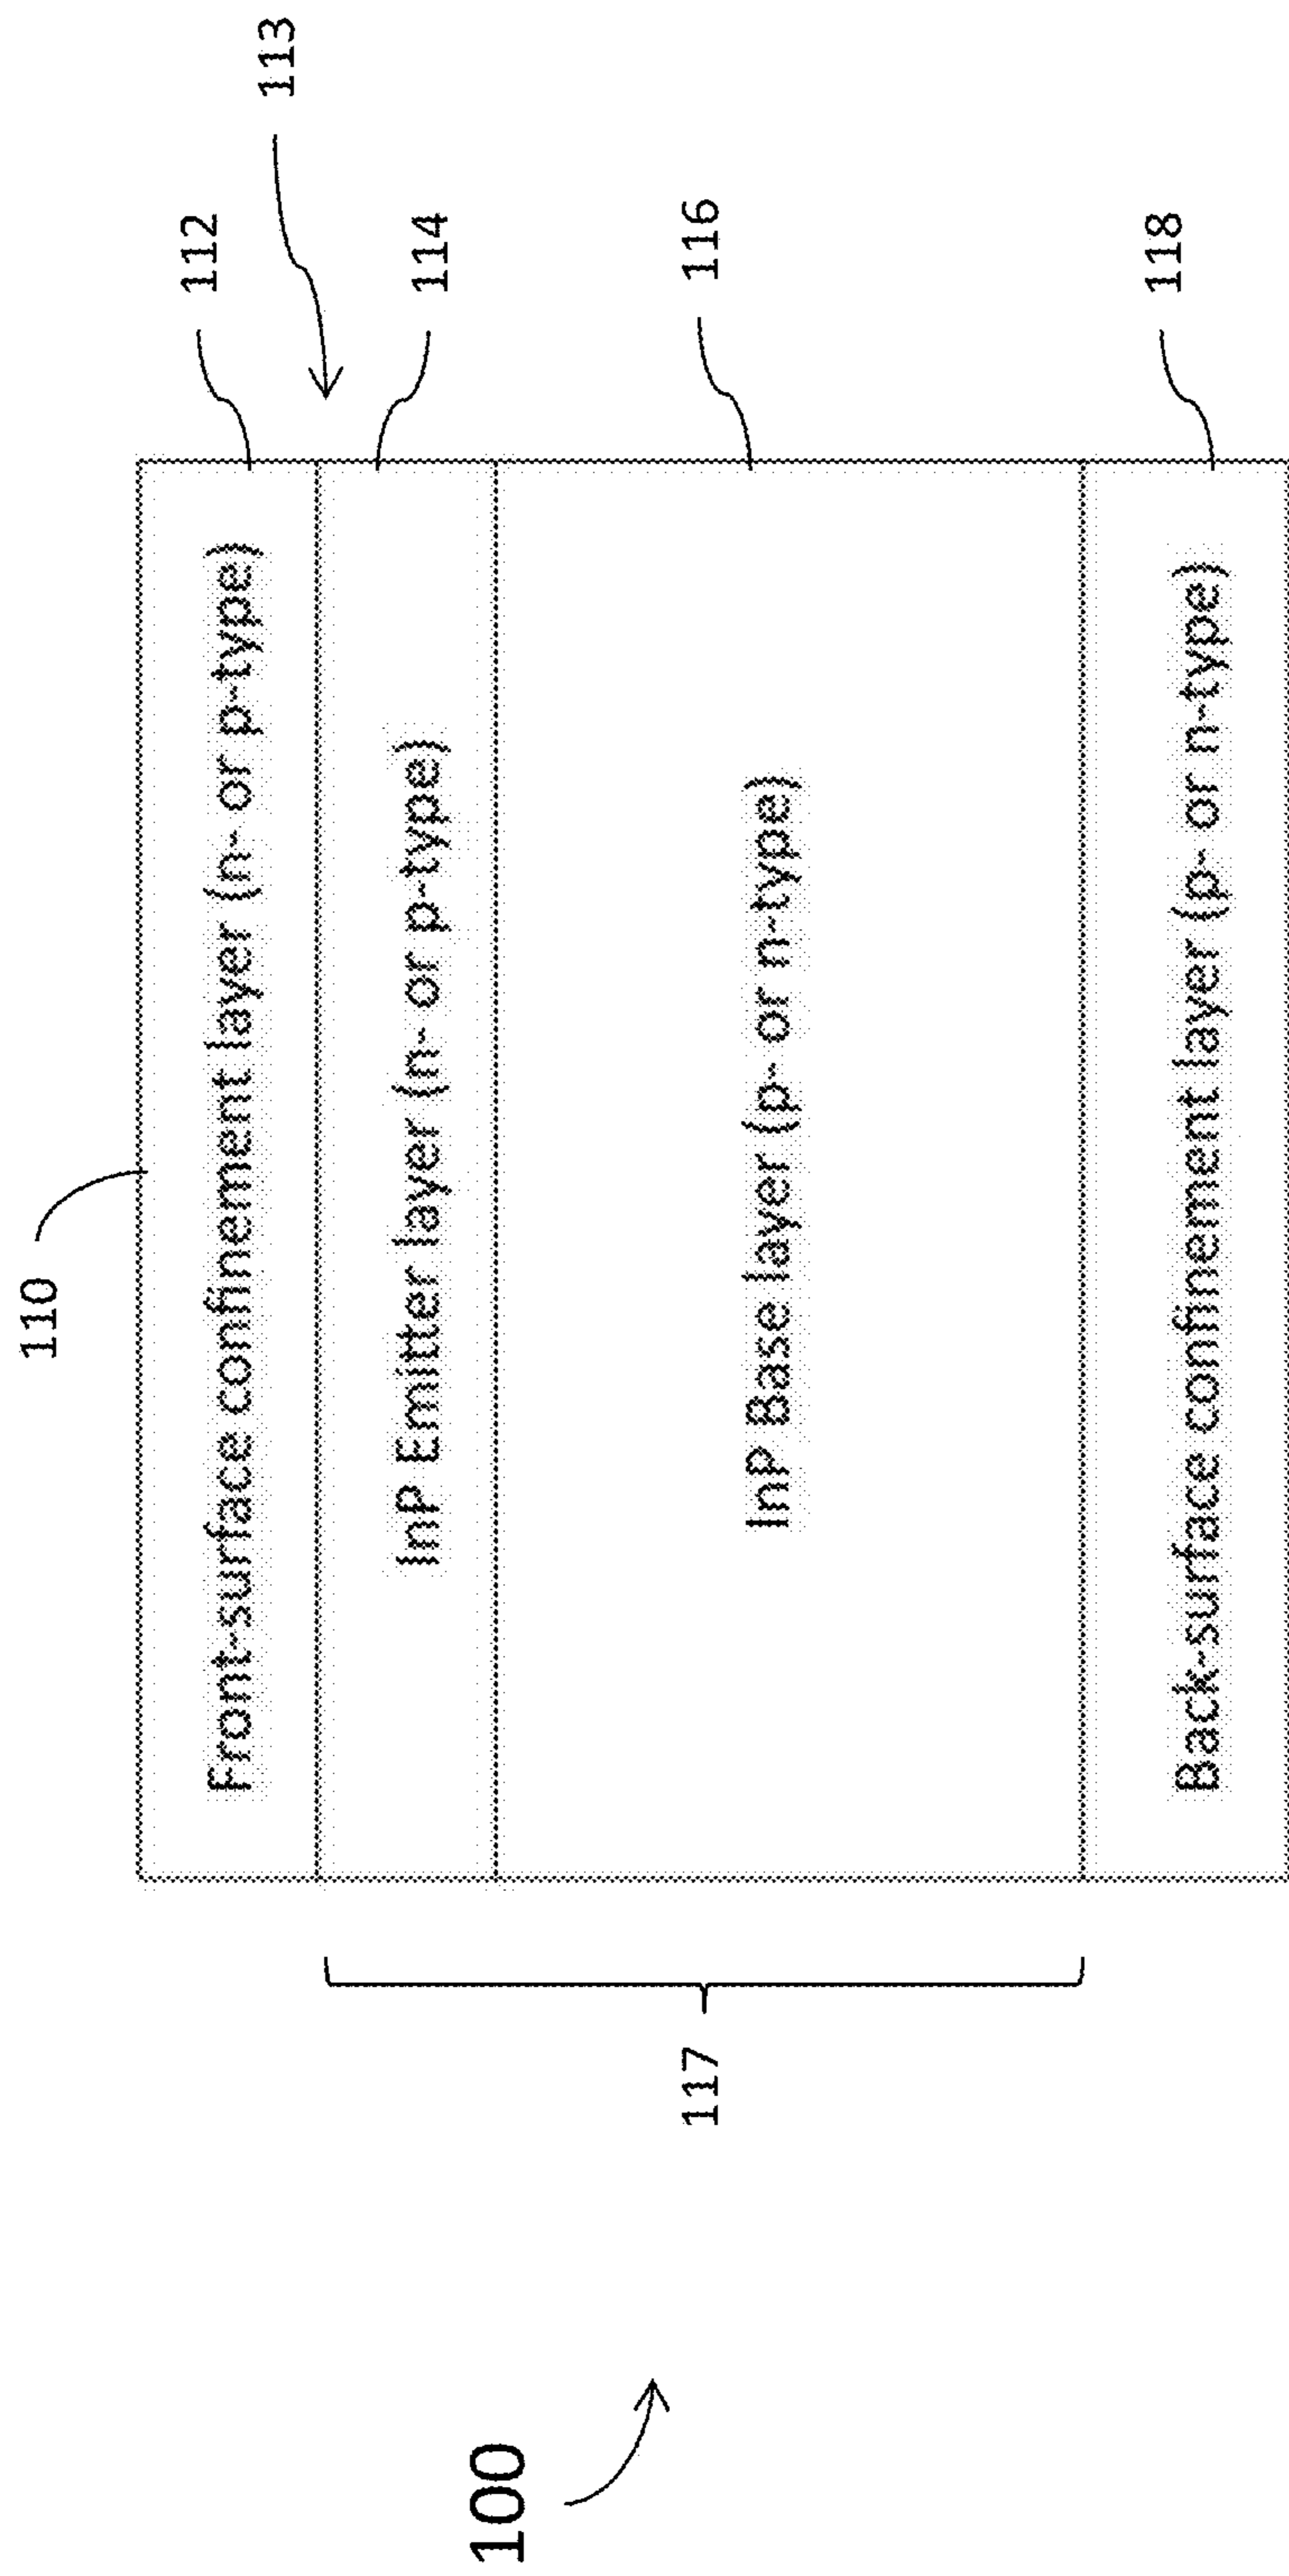 110
112
113
Front-surface confinement layer (n- or p-type)
114
InP Emitter layer (n- or p-type)
116
InP Base layer (p- or n-type)
117
118
Back-surface confinement layer (p- or n-type)
100